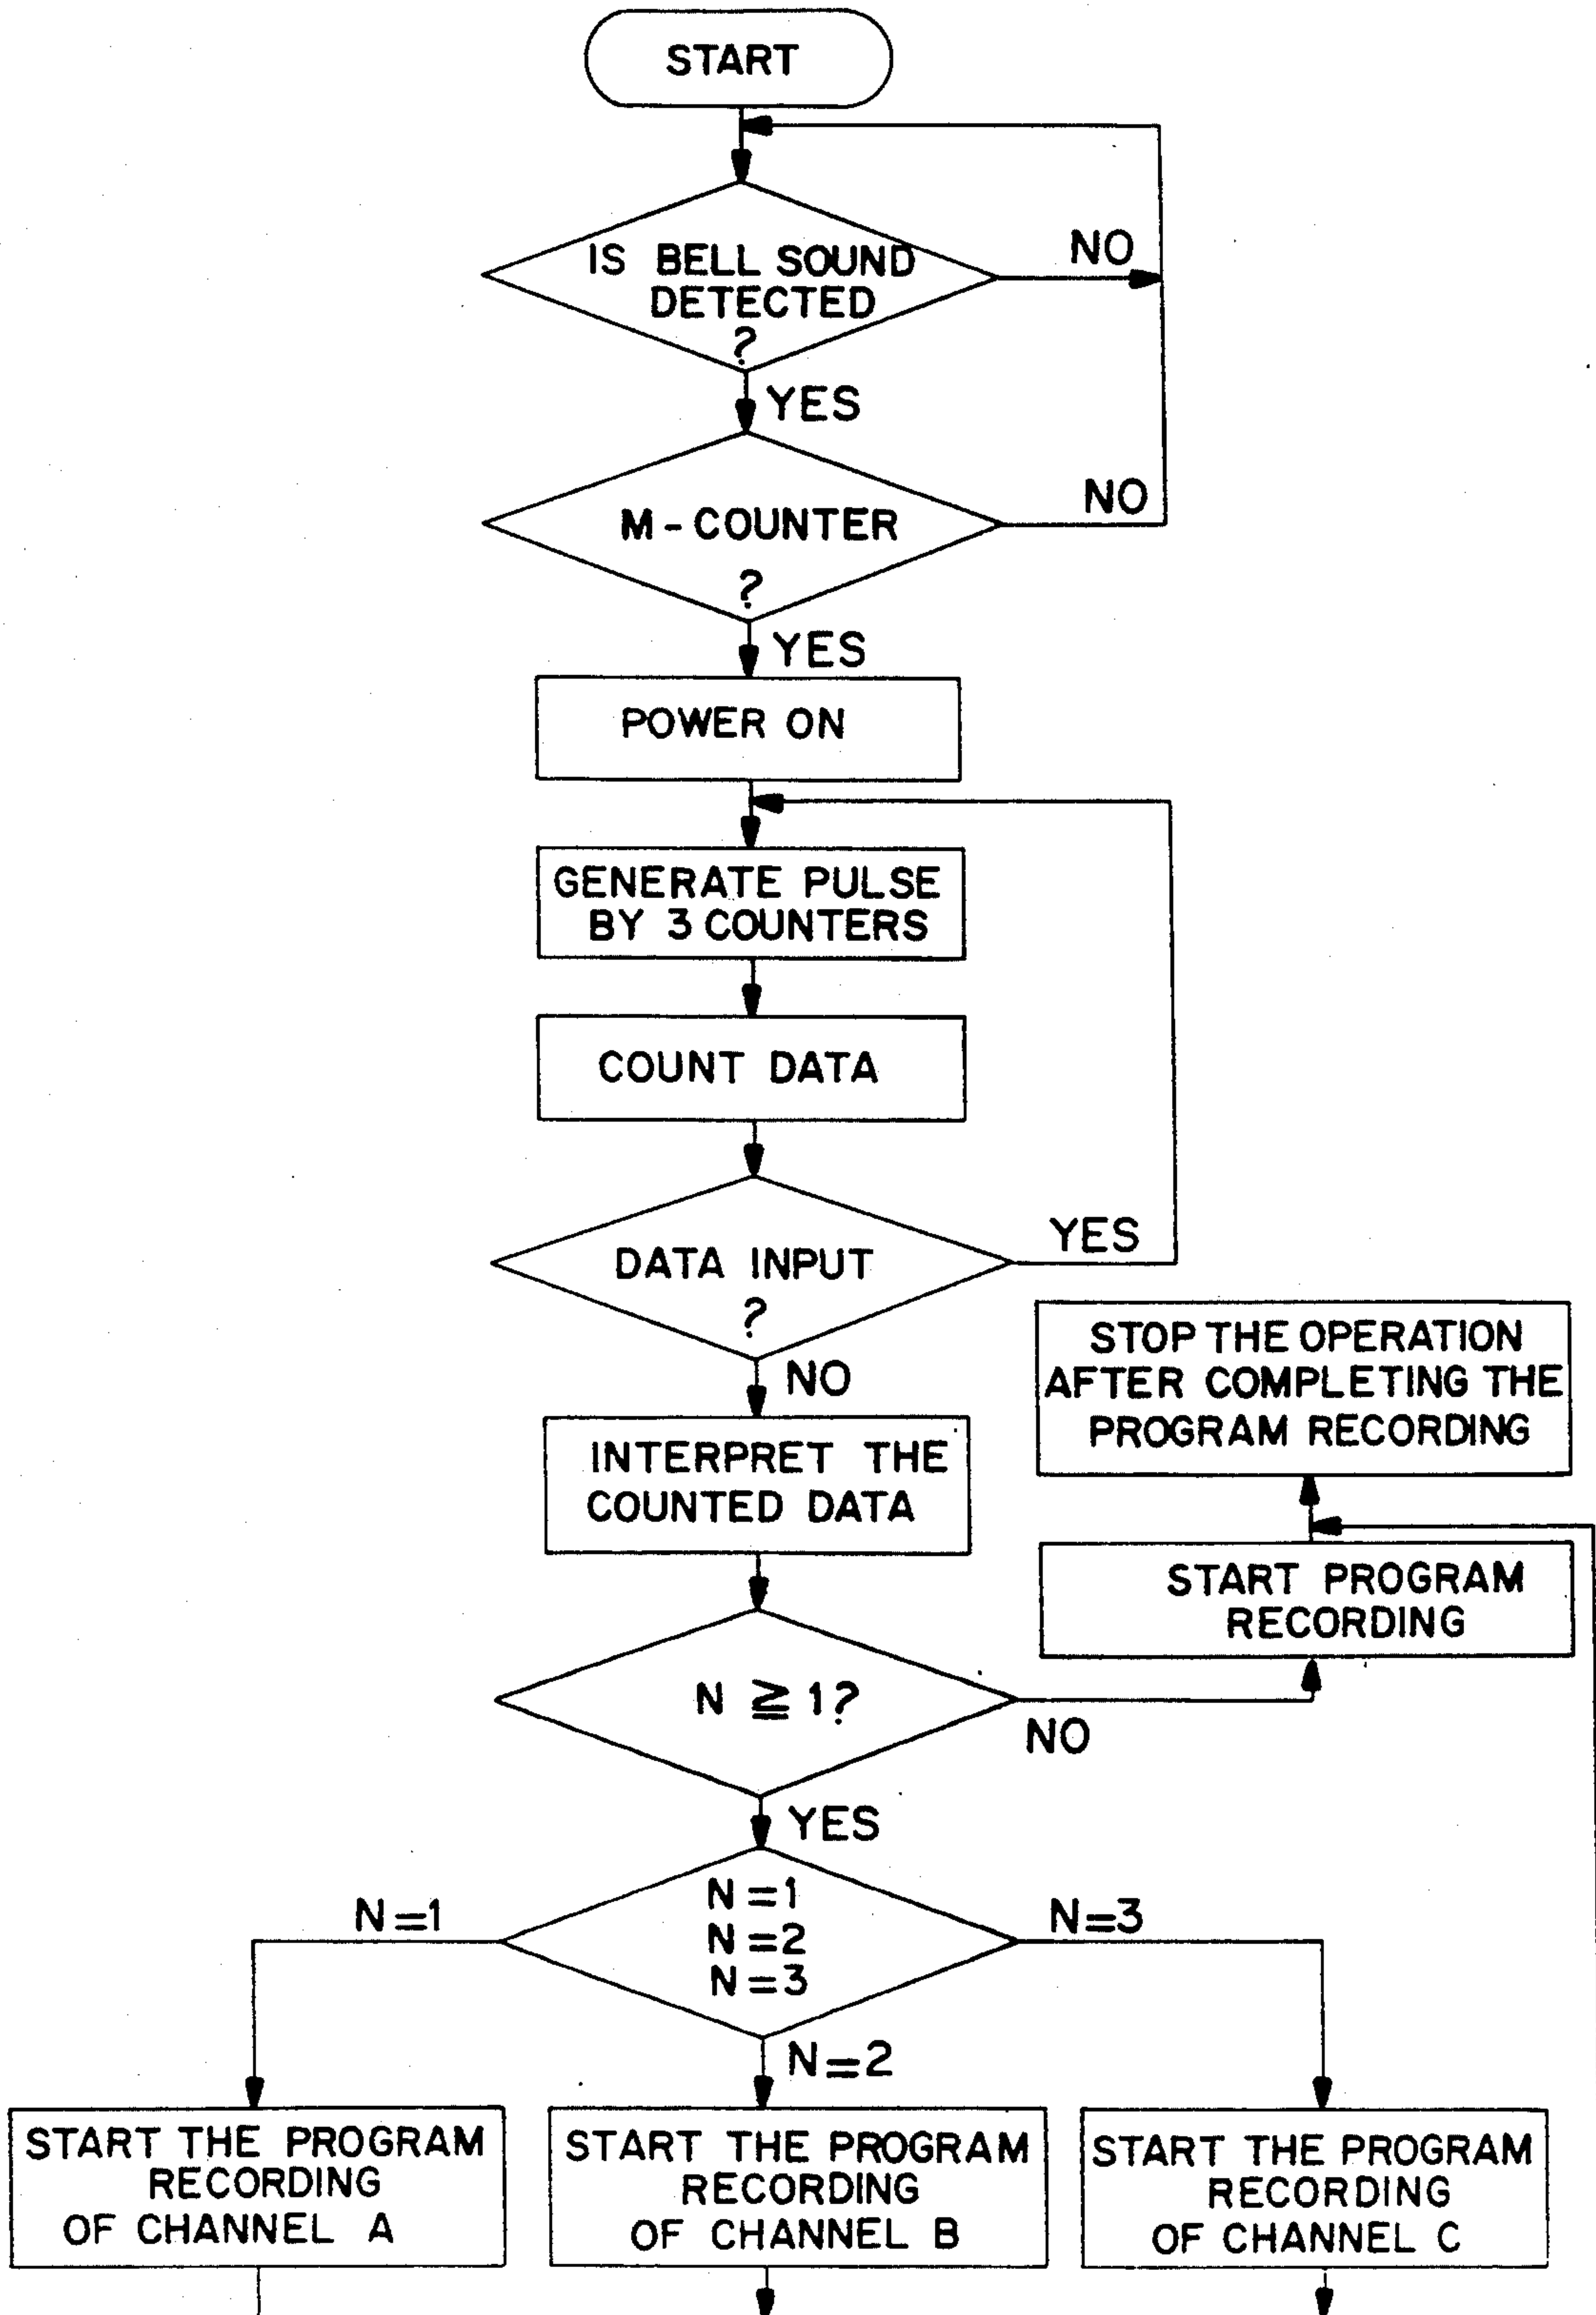 START
IS BELL SOUND
DETECTED
?
NO
YES
M-COUNTER
?
NO
YES
POWER ON
GENERATE PULSE
BY 3 COUNTERS
COUNT DATA
DATA INPUT
?
YES
NO
STOP THE OPERATION
AFTER COMPLETING THE
PROGRAM RECORDING
INTERPRET THE
COUNTED DATA
START PROGRAM
RECORDING
N ≧ 1?
NO
YES
N=1
N=1
N=2
N=3
N=3
N=2
START THE PROGRAM
RECORDING
OF CHANNEL A
START THE PROGRAM
RECORDING
OF CHANNEL B
START THE PROGRAM
RECORDING
OF CHANNEL C